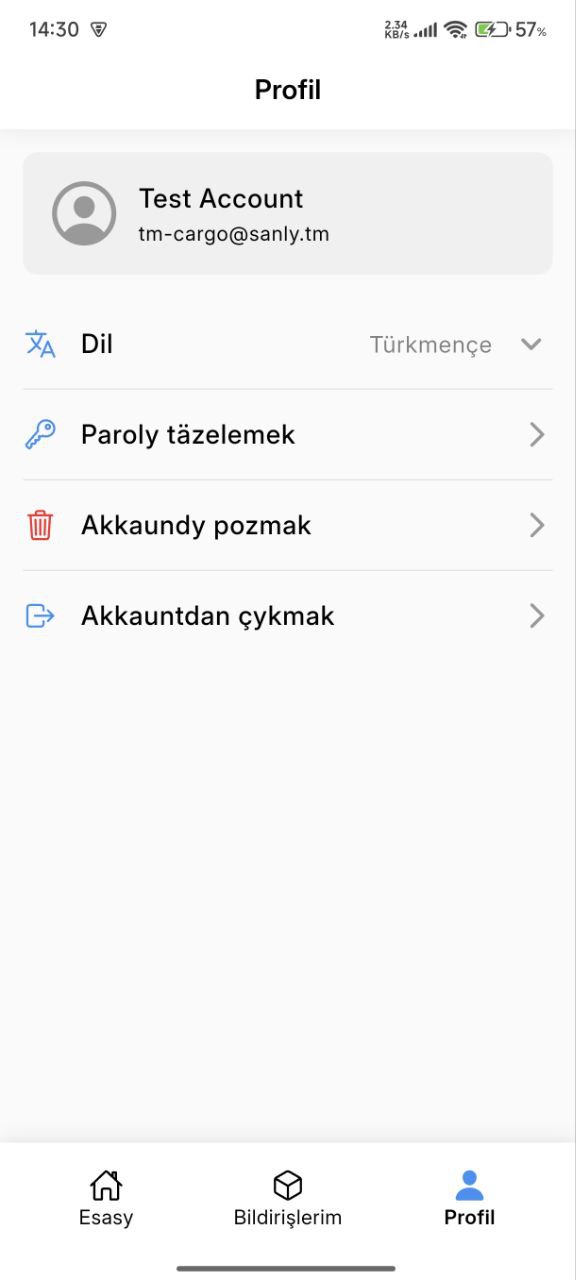 14:30
2.34
KB/s
57%
Profil
Test Account
tm-cargo@sanly.tm
Dil
Türkmençe
Paroly täzelemek
Akkaundy pozmak
Akkauntdan çykmak
Esasy
Bildirişlerim
Profil